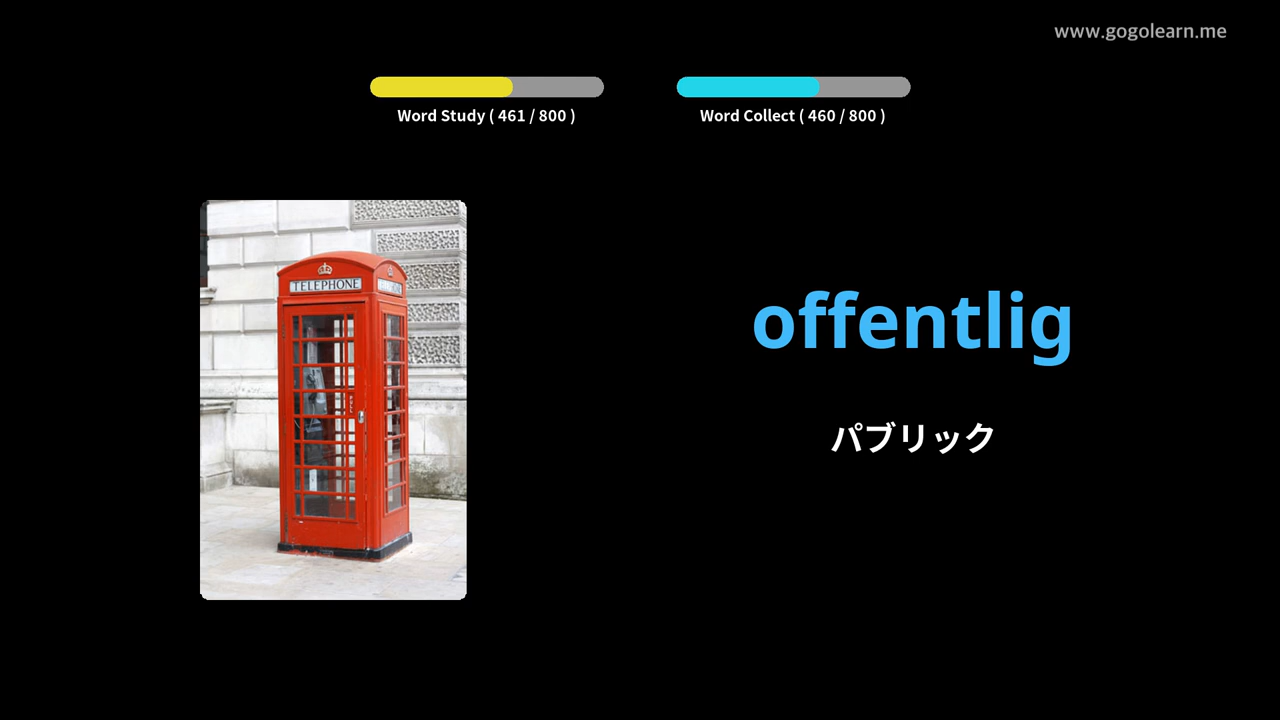 www.gogolearn.me
Word Study ( 461 / 800 )
Word Collect ( 460 / 800 )
TELEPHONE
offentlig
パブリック